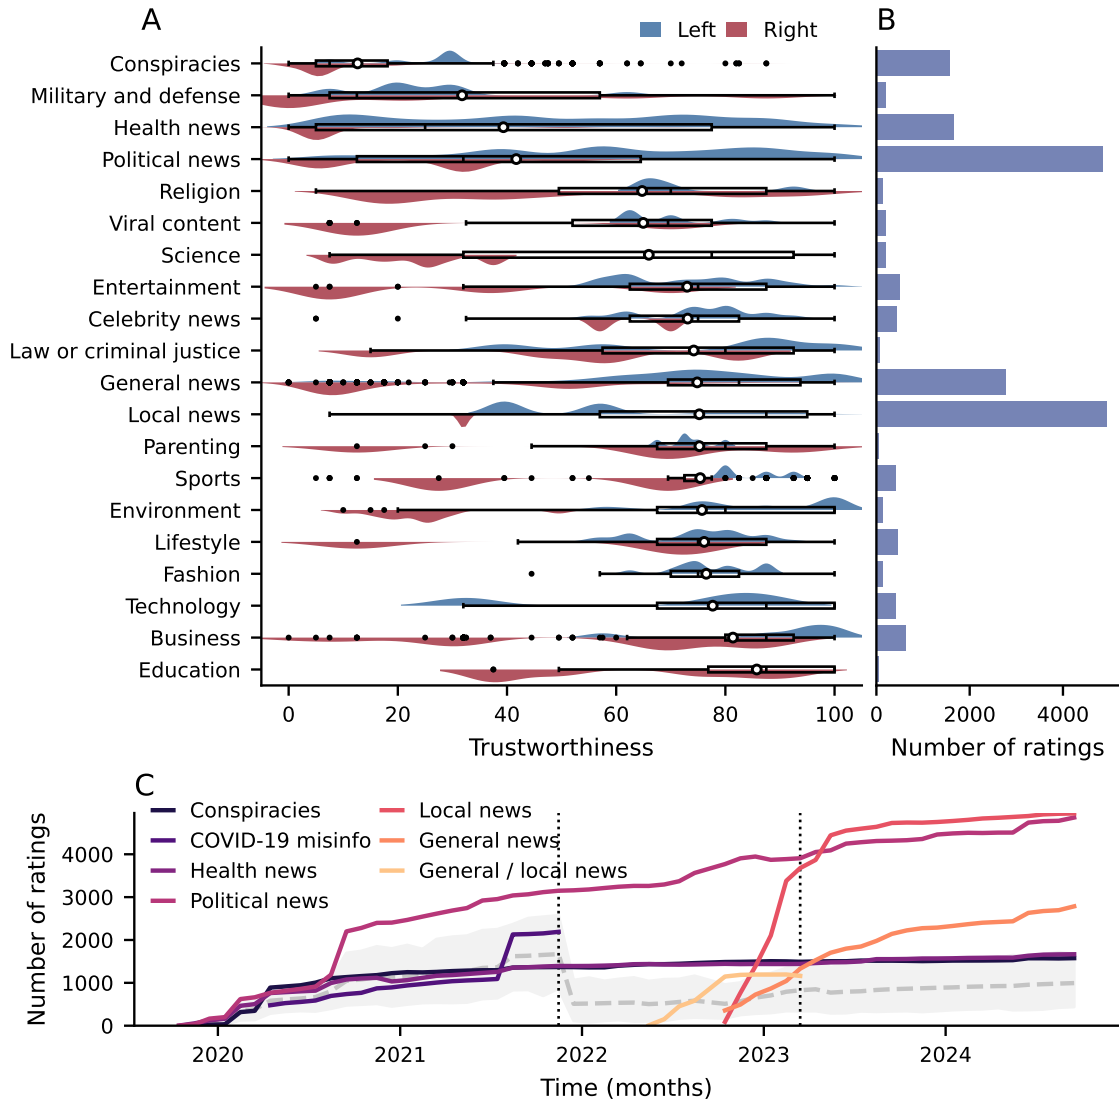 A
B
Left
Right
Conspiracies
Military and defense
Health news
Political news
Religion
Viral content
Science
Entertainment
Celebrity news
Law or criminal justice
General news
Local news
Parenting
Sports
Environment
Lifestyle
Fashion
Technology
Business
Education
0 20 40 60 80 100
0 2000 4000
Trustworthiness
Number of ratings
C
Conspiracies
COVID-19 misinfo
Health news
Political news
Local news
General news
General / local news
4000
3000
2000
1000
0
Number of ratings
2020 2021 2022 2023 2024
Time (months)